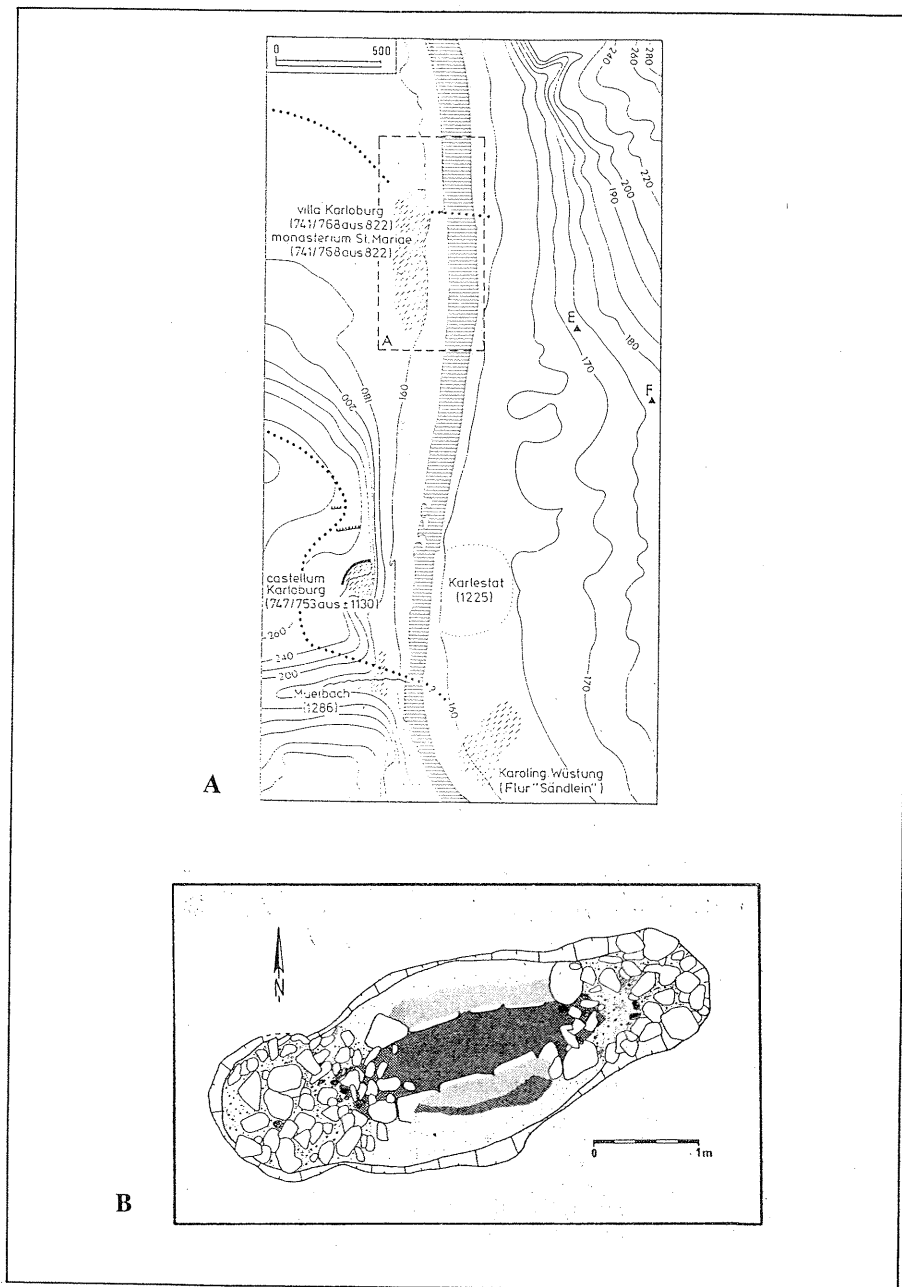 0 500
240
260
280
220
200
190
180
170
villa Karloburg
(741/768 aus 822)
monasterium St. Mariae
(741/768 aus 822)
A
E
F
180
200
160
castellum
Karloburg
(747/753 aus ± 1130)
Karlestat
(1225)
260
240
200
Muerbach
(1286)
?
160
170
Karoling. Wüstung
(Flur "Sändlein")
A
N
0 1m
B